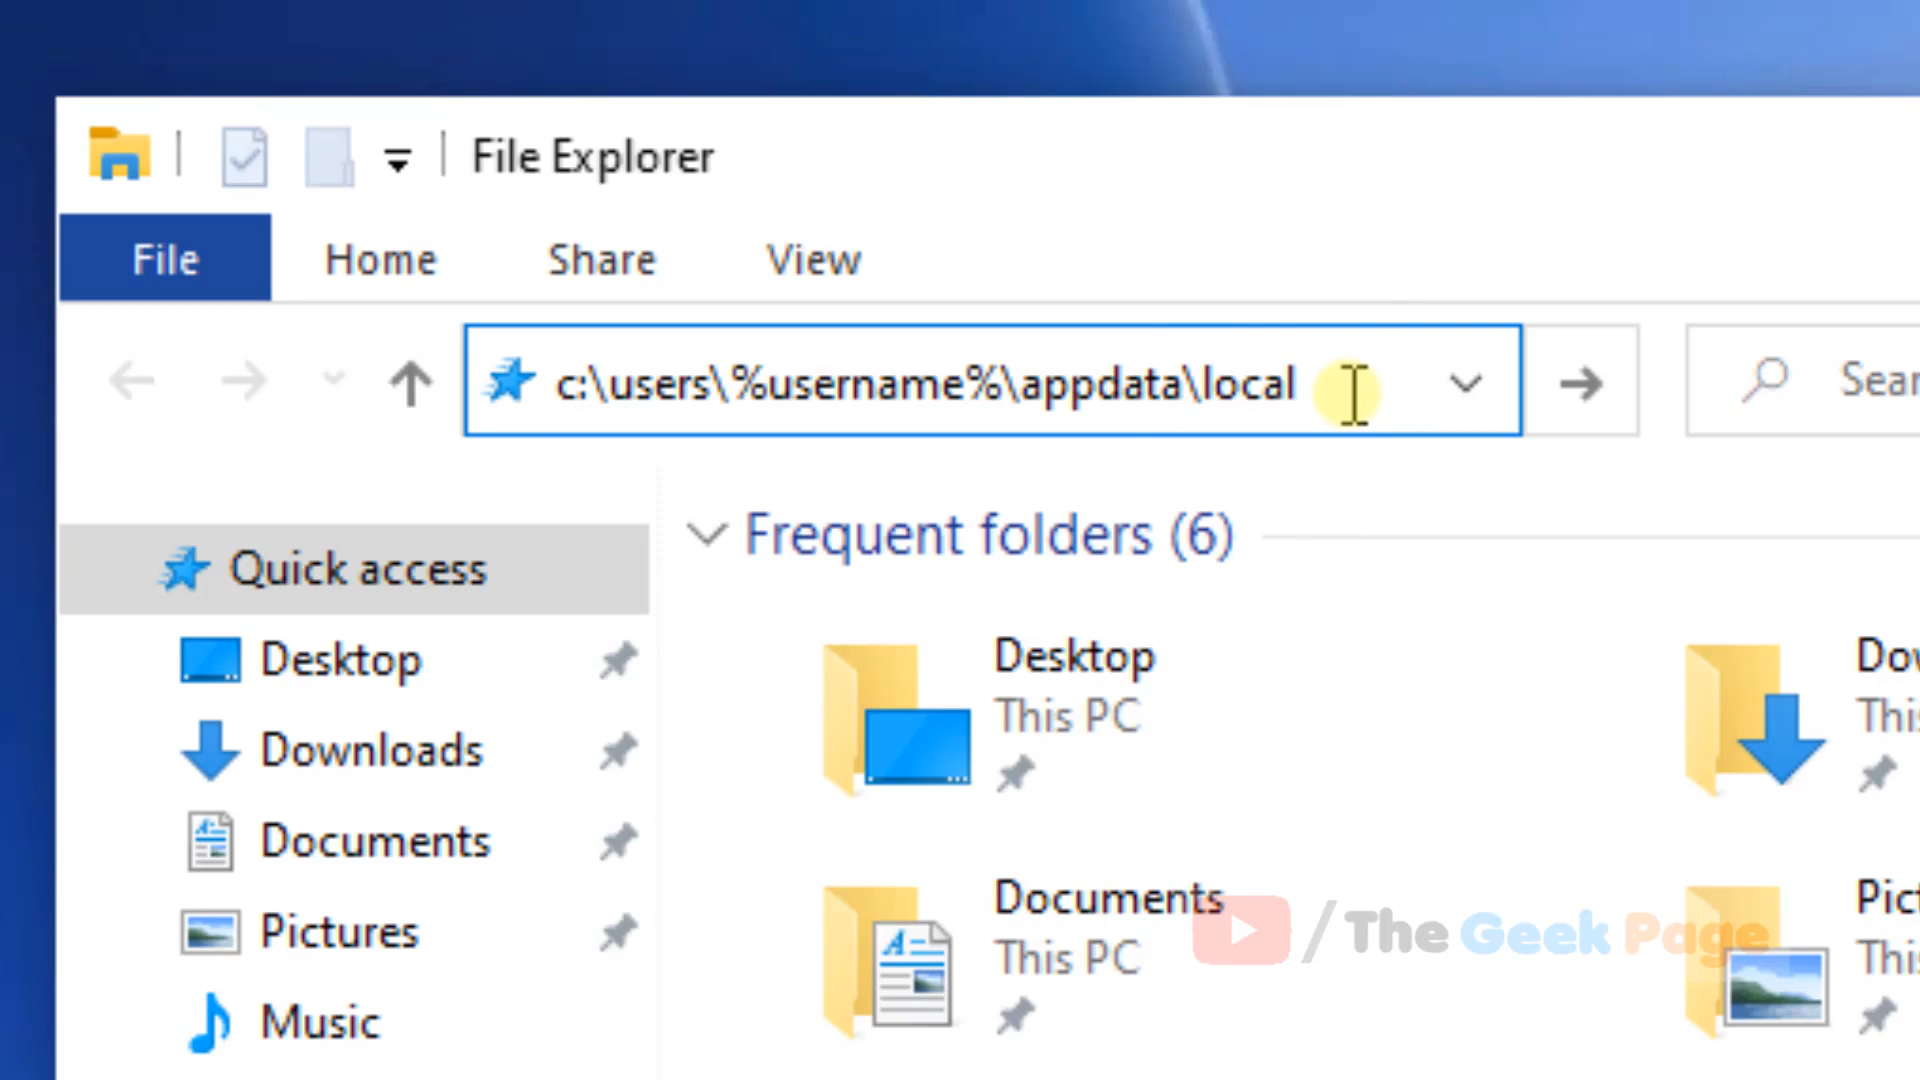 File Explorer
File Home Share View
c:\users\%username%\appdata\local
Sear
Quick access
Desktop
Downloads
Documents
Pictures
Music
Frequent folders (6)
Desktop
This PC
Dow
This
Documents
This PC
Pict
This
/The Geek Page